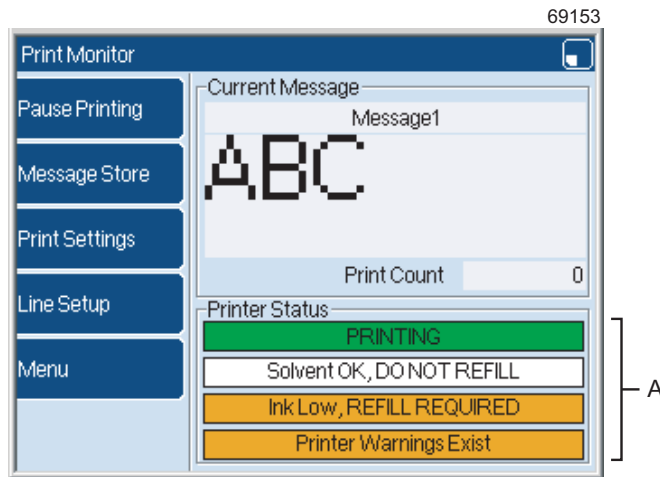 69153
Print Monitor
Pause Printing
Message Store
Print Settings
Line Setup
Menu
Current Message
Message1
ABC
Print Count 0
Printer Status
PRINTING
Solvent OK, DO NOT REFILL
Ink Low, REFILL REQUIRED
Printer Warnings Exist
A